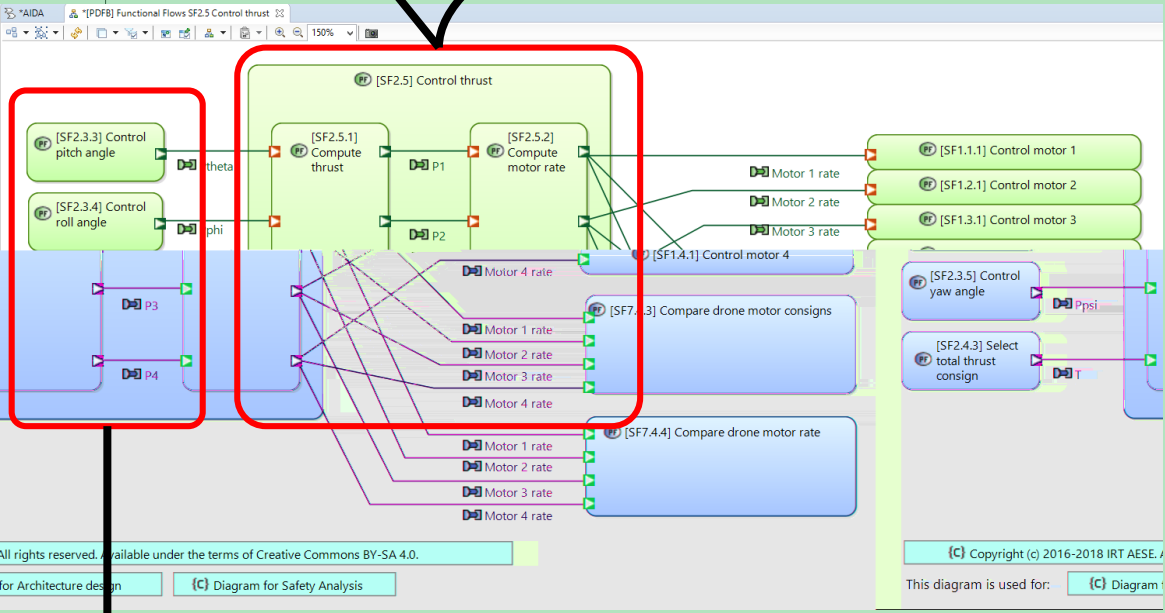 *AIDA
*[PDFB] Functional Flows SF2.5 Control thrust
150%
[SF2.5] Control thrust
[SF2.3.3] Control
pitch angle
theta
[SF2.5.1]
Compute
thrust
P1
[SF2.5.2]
Compute
motor rate
Motor 1 rate
[SF1.1.1] Control motor 1
Motor 2 rate
[SF1.2.1] Control motor 2
[SF2.3.4] Control
roll angle
phi
P2
Motor 3 rate
[SF1.3.1] Control motor 3
[SF1.4.1] Control motor 4
Motor 4 rate
P3
P4
[SF7. .3] Compare drone motor consigns
Motor 1 rate
Motor 2 rate
Motor 3 rate
Motor 4 rate
[SF2.3.5] Control
yaw angle
Ppsi
[SF2.4.3] Select
total thrust
consign
T
[SF7.4.4] Compare drone motor rate
Motor 1 rate
Motor 2 rate
Motor 3 rate
Motor 4 rate
All rights reserved. Available under the terms of Creative Commons BY-SA 4.0.
{C} Copyright (c) 2016-2018 IRT AESE. A
for Architecture design
{C} Diagram for Safety Analysis
This diagram is used for:
{C} Diagram